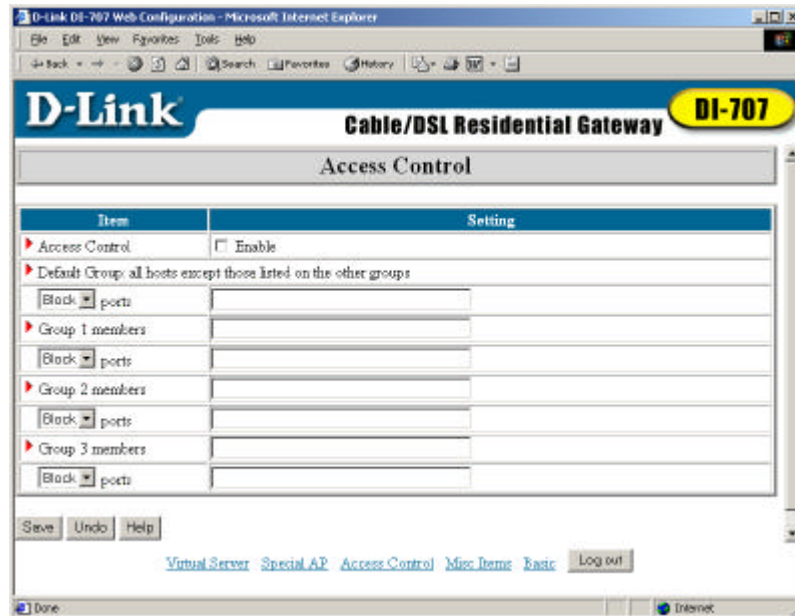 D-Link DI-707 Web Configuration - Microsoft Internet Explorer
File Edit View Favorites Tools Help
Back Search Favorites History
D-Link DI-707
Cable/DSL Residential Gateway
Access Control
Item Setting
Access Control Enable
Default Group: all hosts except those listed on the other groups
Block ports
Group 1 members
Block ports
Group 2 members
Block ports
Group 3 members
Block ports
Save Undo Help
Virtual Server Special AP Access Control Misc Items Basic Log out
Done Internet